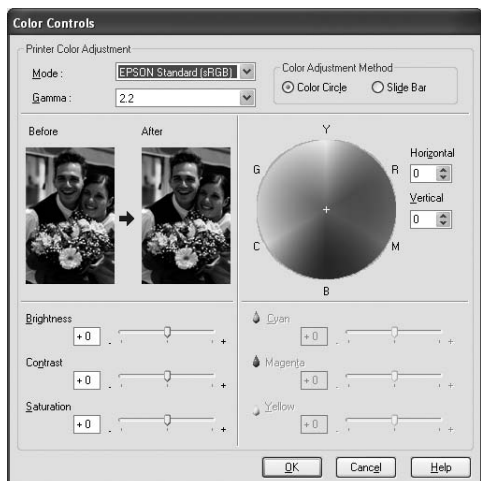 Color Controls
Printer Color Adjustment
Mode :
EPSON Standard (sRGB)
Gamma :
2.2
Color Adjustment Method
Color Circle
Slide Bar
Before
After
Y
G
R
C
M
B
Horizontal
0
Vertical
0
Brightness
+ 0
- +
Contrast
+ 0
- +
Saturation
+ 0
- +
Cyan
+ 0
- +
Magenta
+ 0
- +
Yellow
+ 0
- +
OK
Cancel
Help